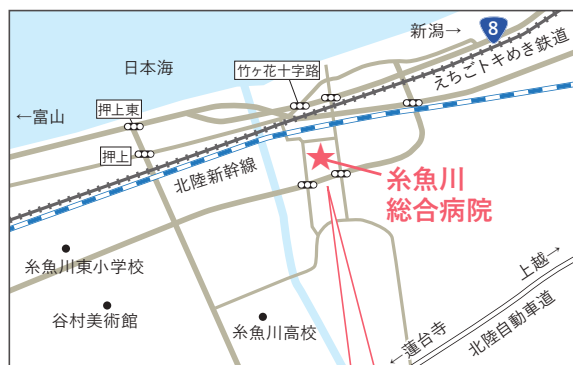 新潟→
8
日本海
竹ヶ花十字路
えちごトキめき鉄道
←富山
押上東
押上
北陸新幹線
糸魚川
総合病院
糸魚川東小学校
谷村美術館
糸魚川高校
上越→
←蓮台寺
北陸自動車道